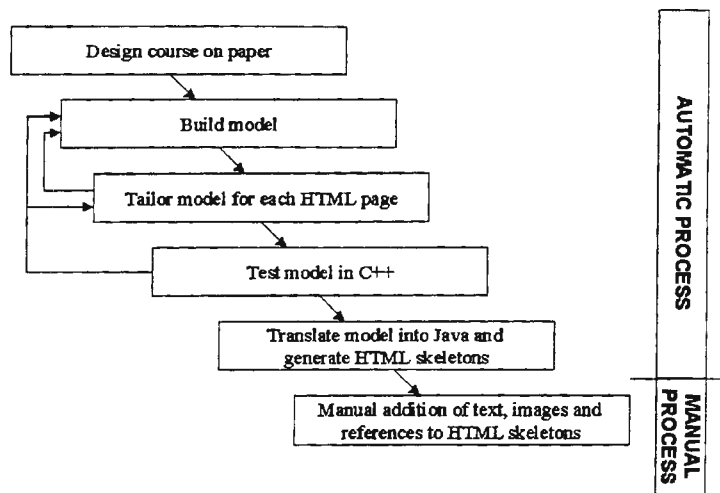 Design course on paper
Build model
Tailor model for each HTML page
Test model in C++
Translate model into Java and
generate HTML skeletons
Manual addition of text, images and
references to HTML skeletons
AUTOMATIC PROCESS
MANUAL
PROCESS